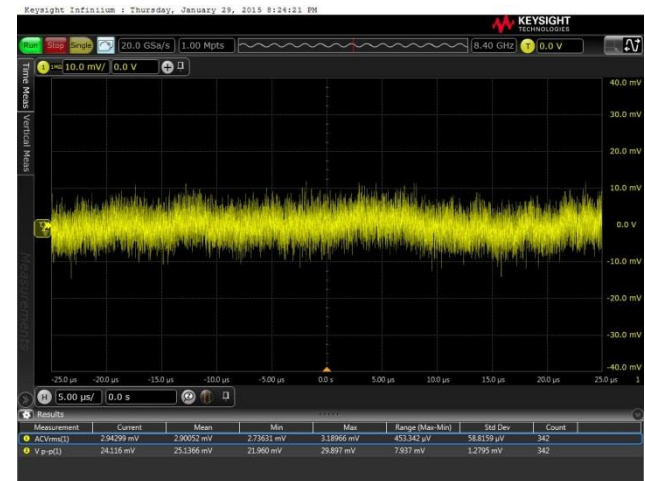 Keysight Infiniium : Thursday, January 29, 2015 8:24:21 PM
KEYSIGHT
TECHNOLOGIES
Run Stop Single 20.0 GSa/s 1.00 Mpts 8.40 GHz T 0.0 V
1 10.0 mV/ 0.0 V
Time Meas
Vertical Meas
Measurements
40.0 mV
30.0 mV
20.0 mV
10.0 mV
0.0 V
-10.0 mV
-20.0 mV
-30.0 mV
-40.0 mV
-25.0 µs -20.0 µs -15.0 µs -10.0 µs -5.00 µs 0.0 s 5.00 µs 10.0 µs 15.0 µs 20.0 µs 25.0 µs 1
H 5.00 µs/ 0.0 s
Results
Measurement Current Mean Min Max Range (Max-Min) Std Dev Count
ACVrms(1) 2.94299 mV 2.90052 mV 2.73631 mV 3.18966 mV 453.342 µV 58.8159 µV 342
V p-p(1) 24.116 mV 25.1366 mV 21.960 mV 29.897 mV 7.937 mV 1.2795 mV 342